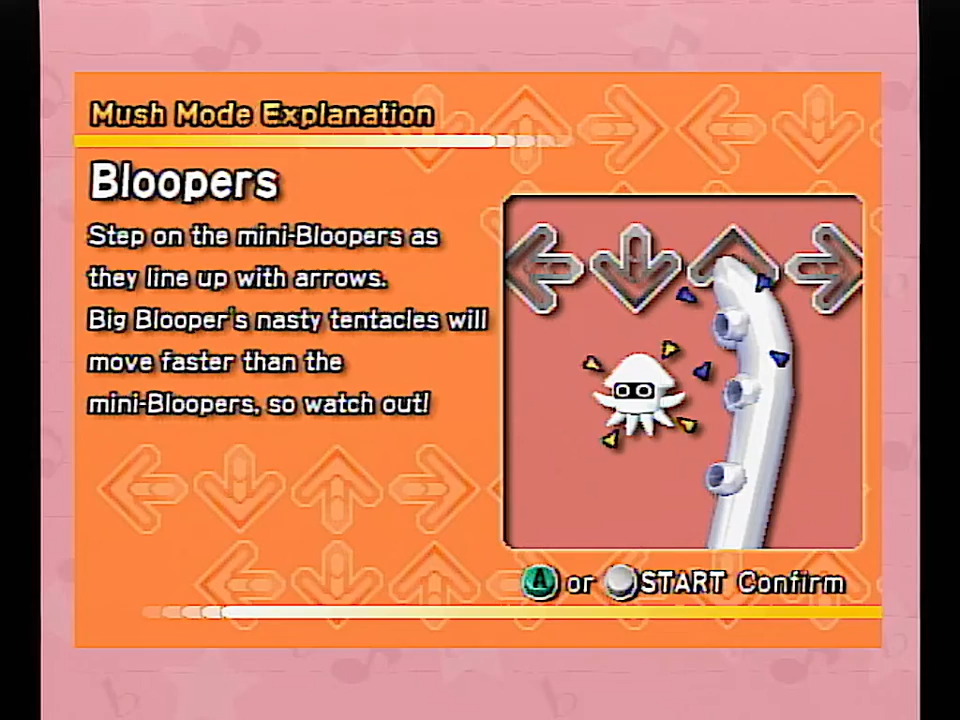 Mush Mode Explanation
Bloopers
Step on the mini-Bloopers as
they line up with arrows.
Big Blooper's nasty tentacles will
move faster than the
mini-Bloopers, so watch out!
A or START Confirm